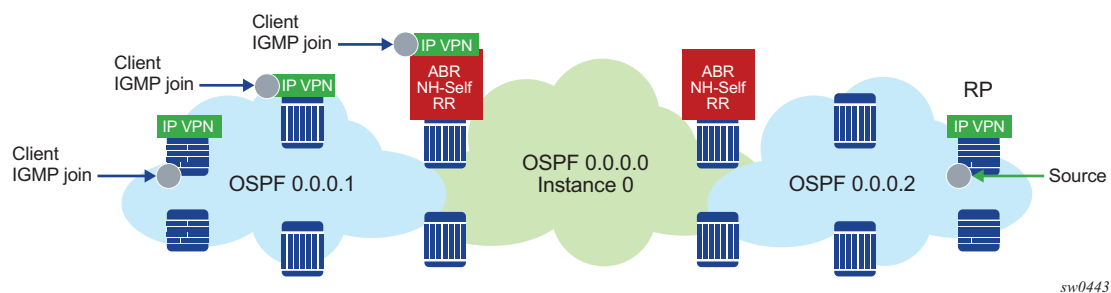 Client
IGMP join
IP VPN
Client
IGMP join
IP VPN
Client
IGMP join
IP VPN
ABR
NH-Self
RR
ABR
NH-Self
RR
RP
IP VPN
OSPF 0.0.0.1
OSPF 0.0.0.0
Instance 0
OSPF 0.0.0.2
Source
sw0443